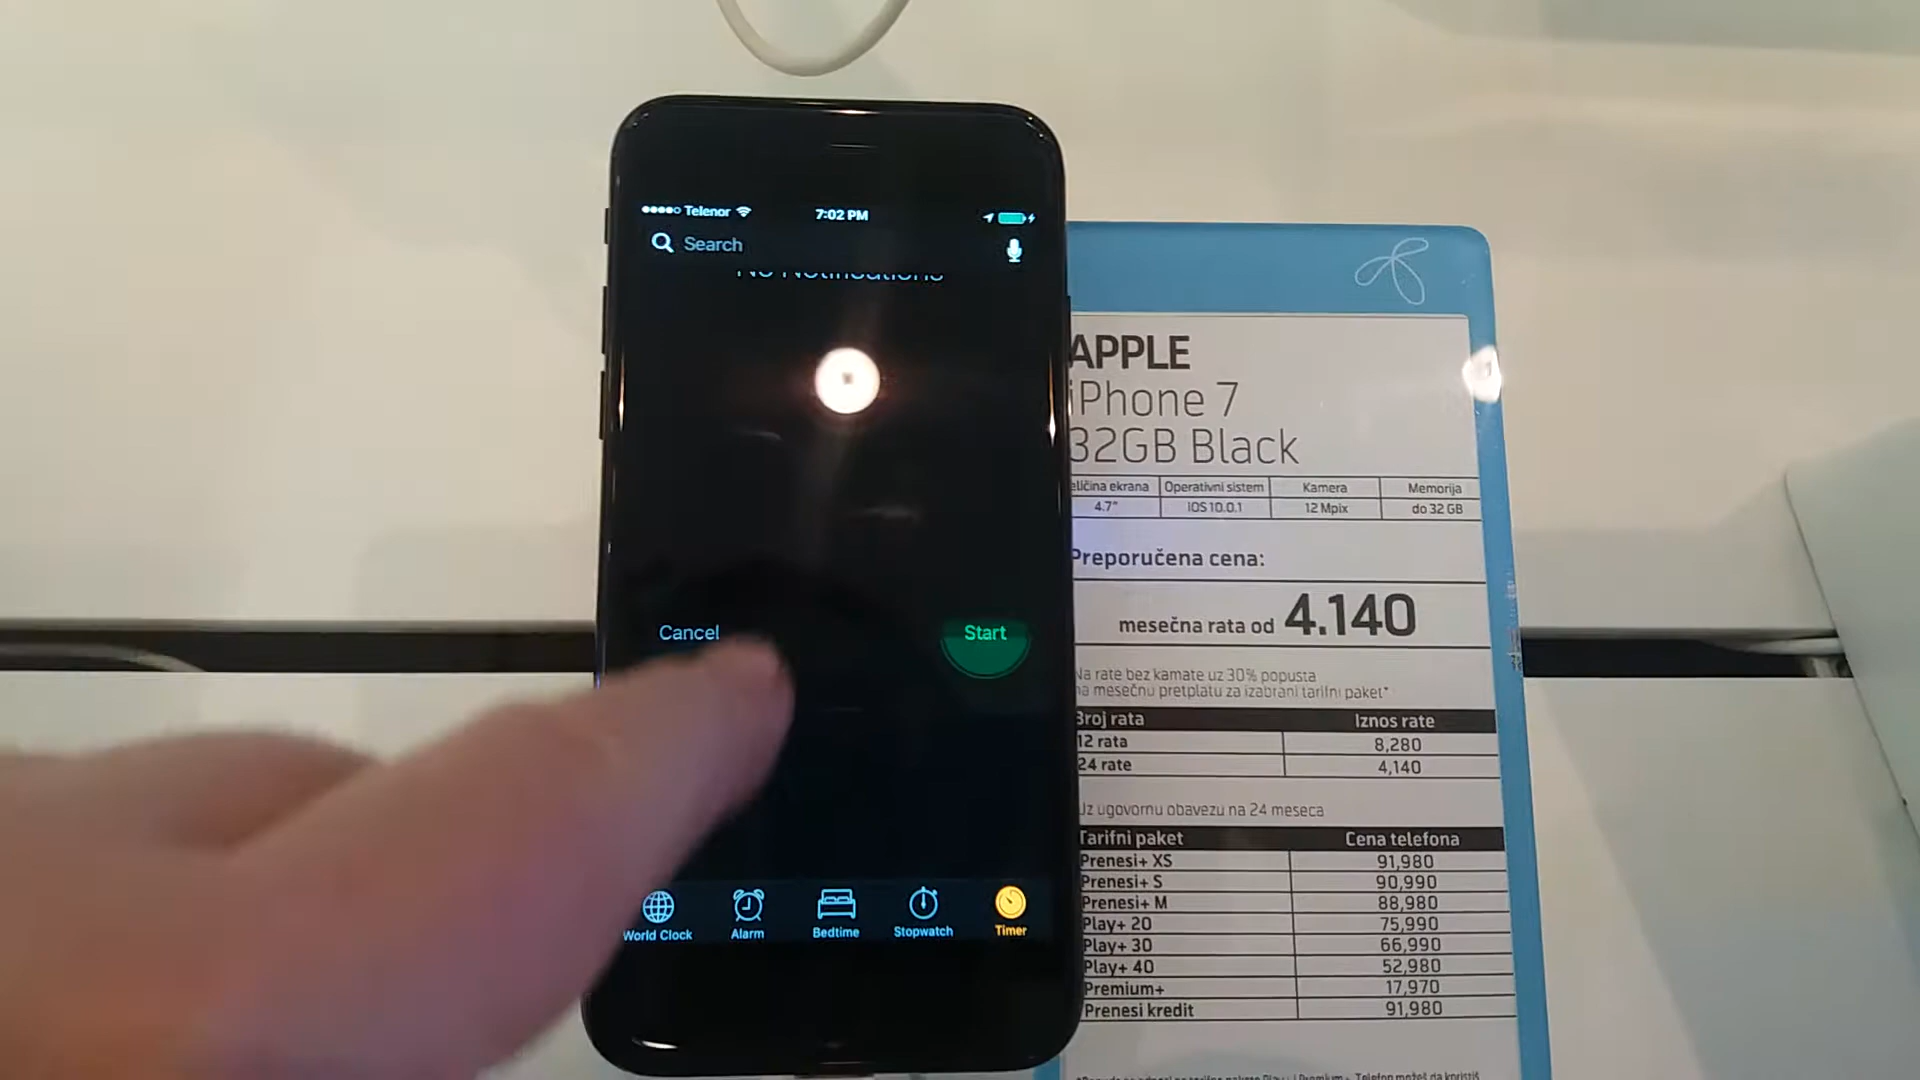 Telenor 7:02 PM
Search
No Notifications
Cancel
Start
World Clock Alarm Bedtime Stopwatch Timer
APPLE
iPhone 7
32GB Black
eličina ekrana Operativni sistem Kamera Memorija
4.7" IOS 10.0.1 12 Mpix do 32 GB
Preporučena cena:
mesečna rata od 4.140
Na rate bez kamate uz 30% popusta
na mesečnu pretplatu za izabrani tarifni paket*
Broj rata Iznos rate
12 rata 8,280
24 rate 4,140
Uz ugovornu obavezu na 24 meseca
Tarifni paket Cena telefona
Prenesi+ XS 91,980
Prenesi+ S 90,990
Prenesi+ M 88,980
Play+ 20 75,990
Play+ 30 66,990
Play+ 40 52,980
Premium+ 17,970
Prenesi kredit 91,980